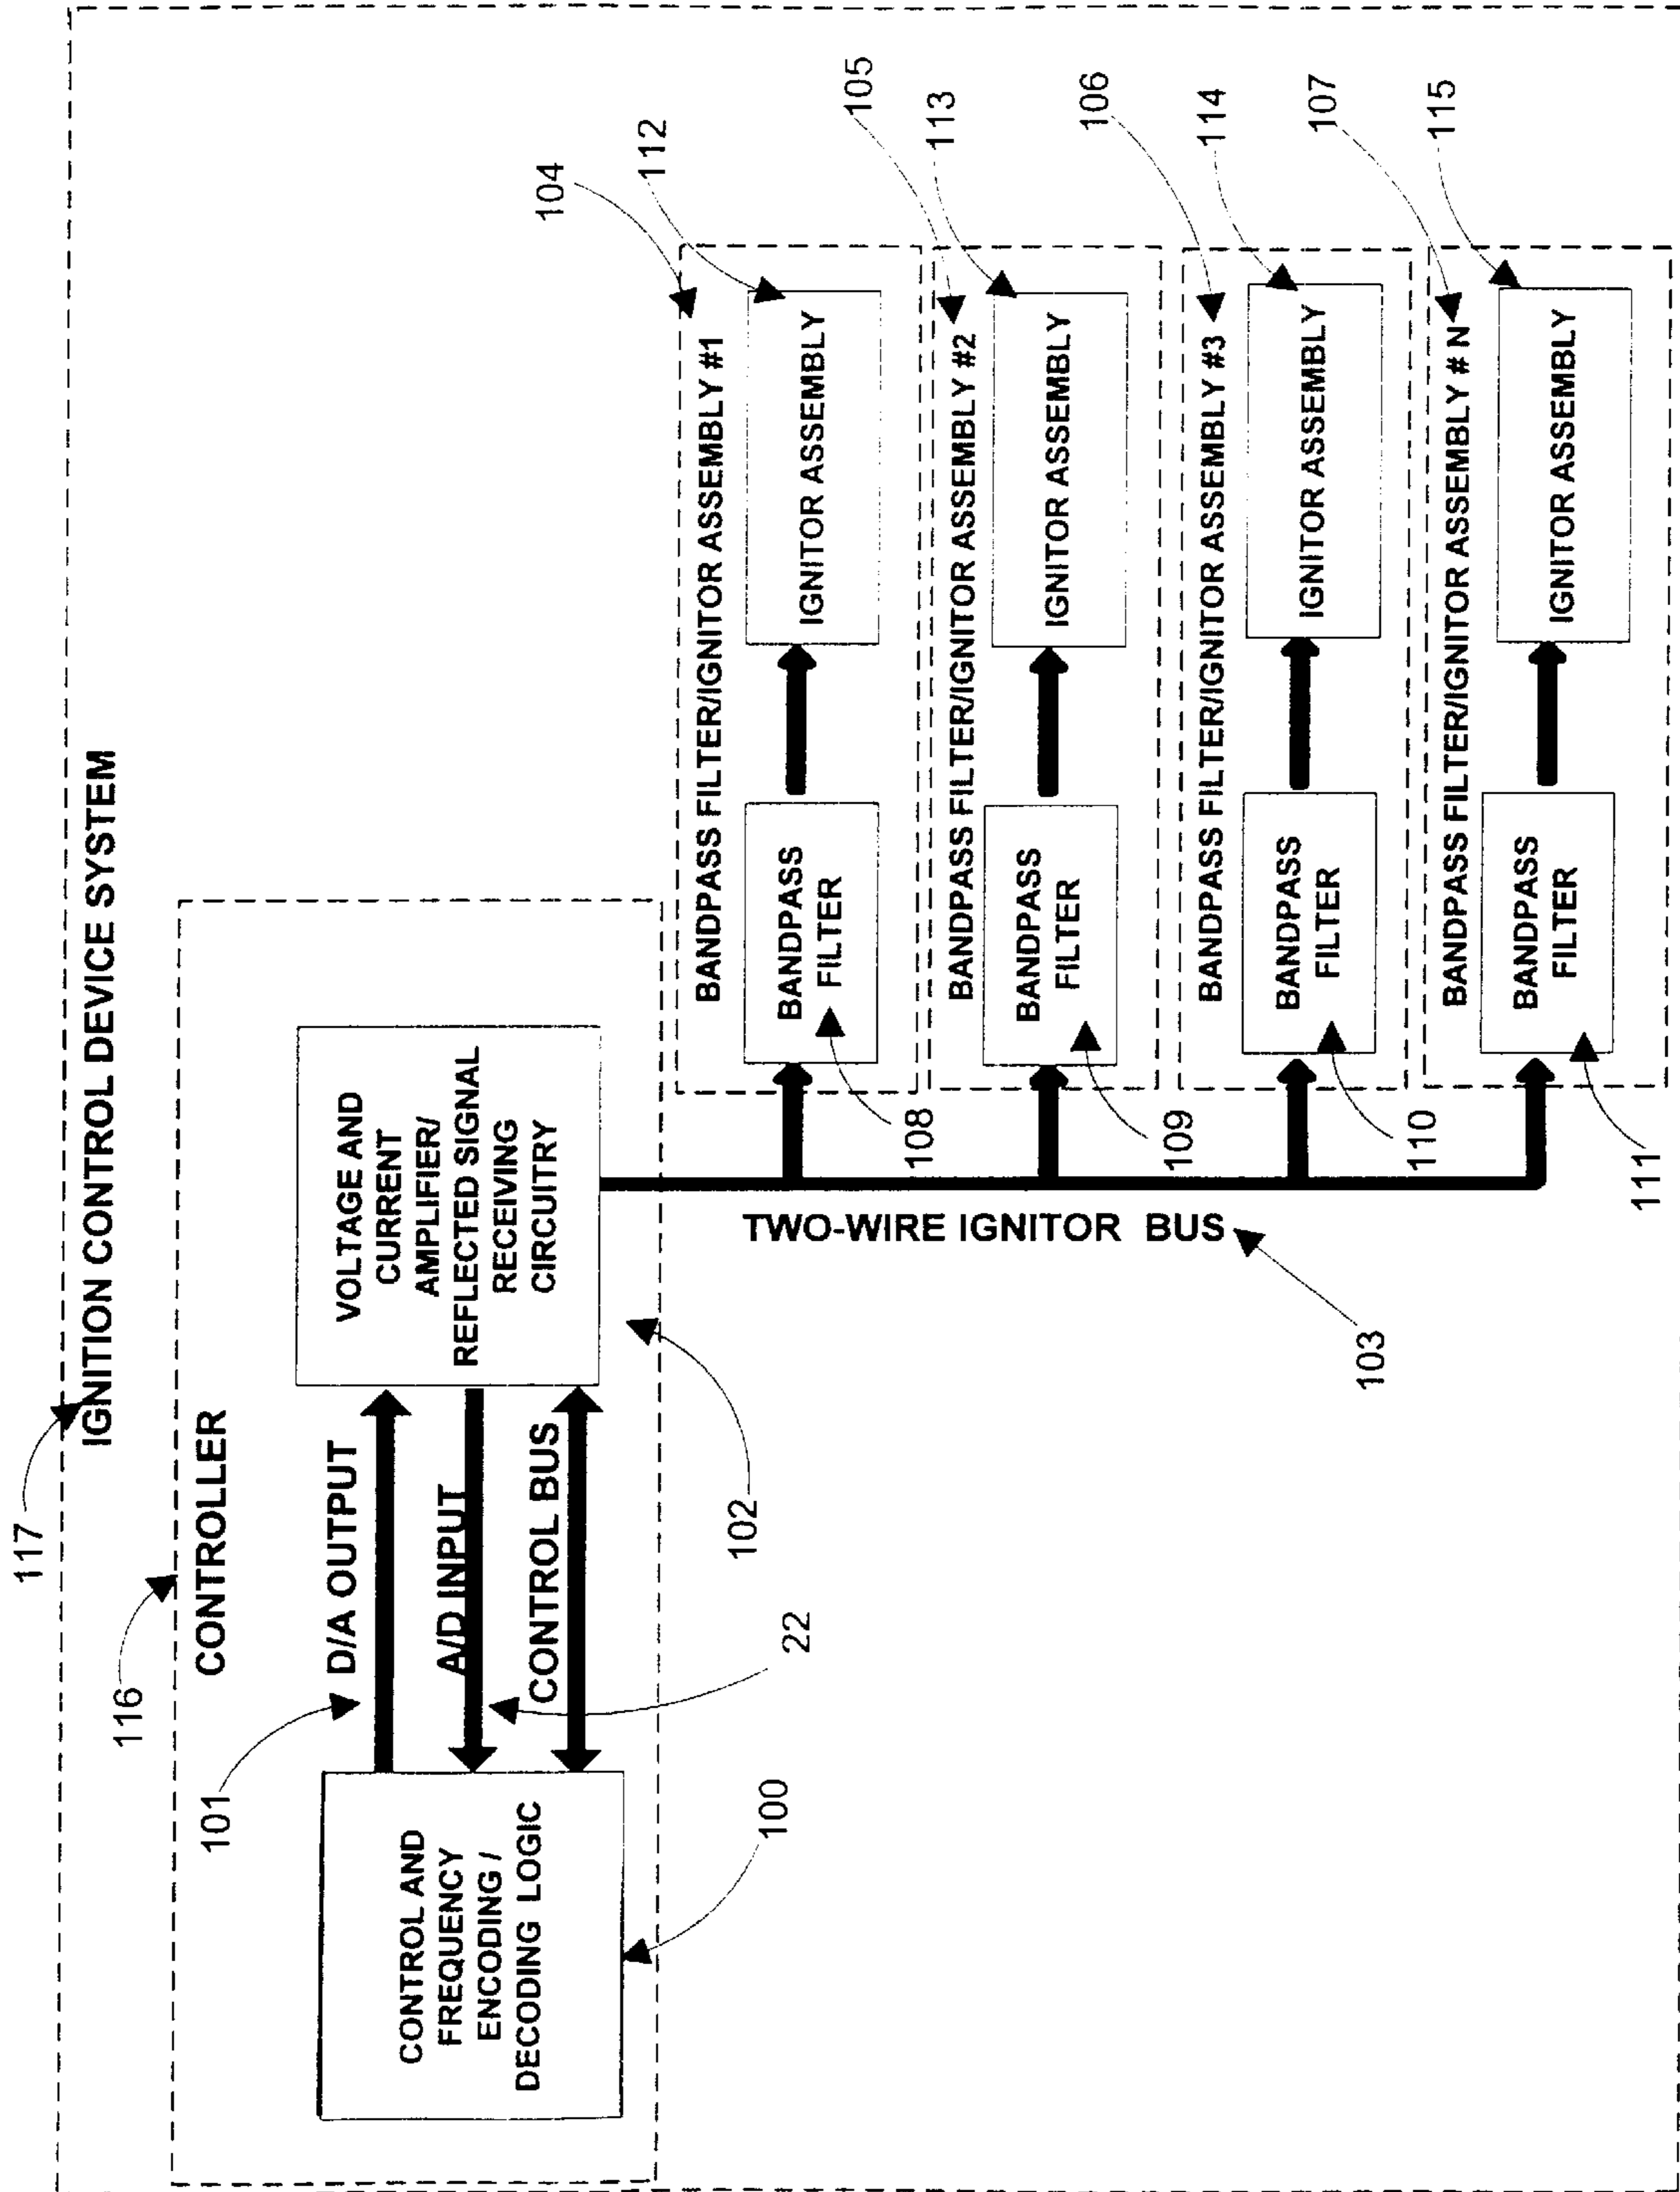 117
IGNITION CONTROL DEVICE SYSTEM
116
CONTROLLER
101
D/A OUTPUT
A/D INPUT
CONTROL BUS
22
CONTROL AND
FREQUENCY
ENCODING /
DECODING LOGIC
100
VOLTAGE AND
CURRENT
AMPLIFIER/
REFLECTED SIGNAL
RECEIVING
CIRCUITRY
102
TWO-WIRE IGNITOR BUS
103
104
112
BANDPASS FILTER/IGNITOR ASSEMBLY #1
BANDPASS
FILTER
IGNITOR ASSEMBLY
108
105
113
BANDPASS FILTER/IGNITOR ASSEMBLY #2
BANDPASS
FILTER
IGNITOR ASSEMBLY
109
106
114
BANDPASS FILTER/IGNITOR ASSEMBLY #3
BANDPASS
FILTER
IGNITOR ASSEMBLY
110
107
115
BANDPASS FILTER/IGNITOR ASSEMBLY # N
BANDPASS
FILTER
IGNITOR ASSEMBLY
111